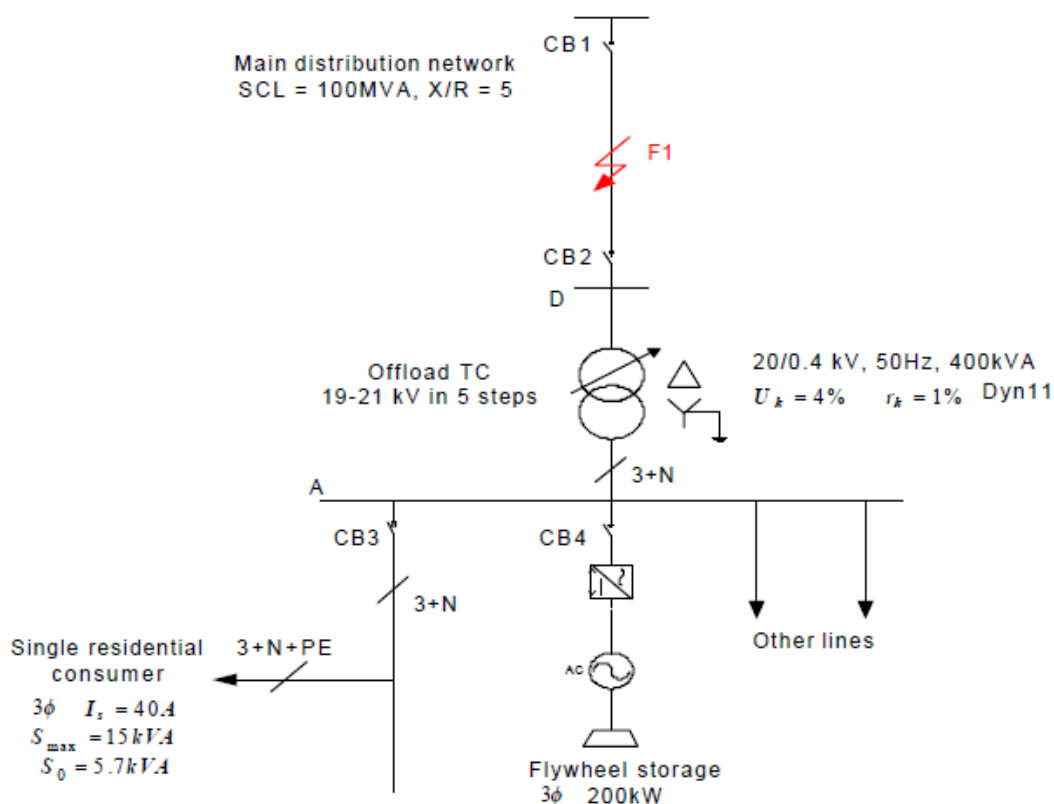 CB1
Main distribution network
SCL = 100MVA, X/R = 5
F1
CB2
D
Offload TC
19-21 kV in 5 steps
20/0.4 kV, 50Hz, 400kVA
U_k = 4% r_k = 1% Dyn11
3+N
A
CB3
CB4
3+N
Other lines
Single residential
consumer
3+N+PE
3ϕ I_s = 40A
S_max = 15kVA
S_0 = 5.7kVA
AC
Flywheel storage
3ϕ 200kW